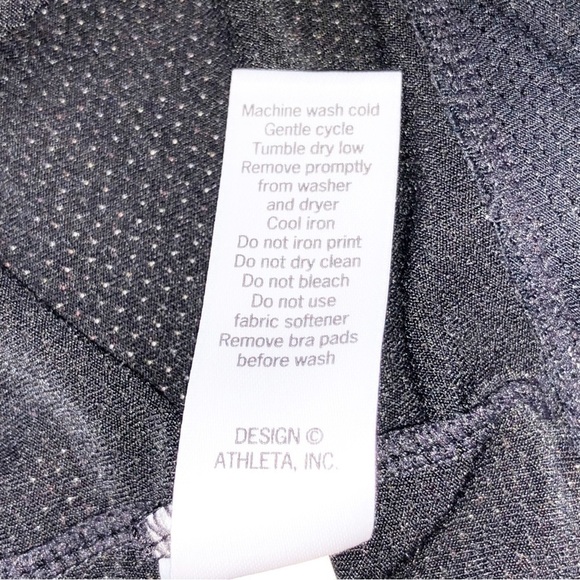 Machine wash cold
Gentle cycle
Tumble dry low
Remove promptly
from washer
and dryer
Cool iron
Do not iron print
Do not dry clean
Do not bleach
Do not use
fabric softener
Remove bra pads
before wash
DESIGN ©
ATHLETA, INC.